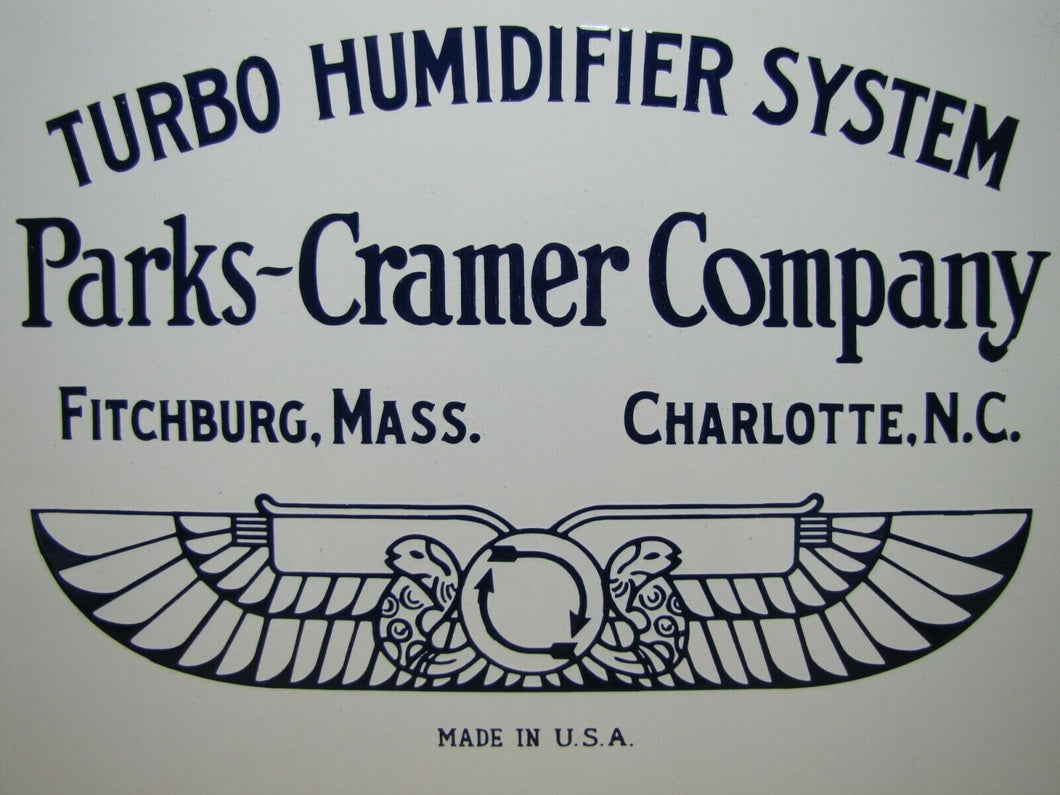 TURBO HUMIDIFIER SYSTEM
Parks-Cramer Company
FITCHBURG, MASS. CHARLOTTE, N.C.
MADE IN U.S.A.